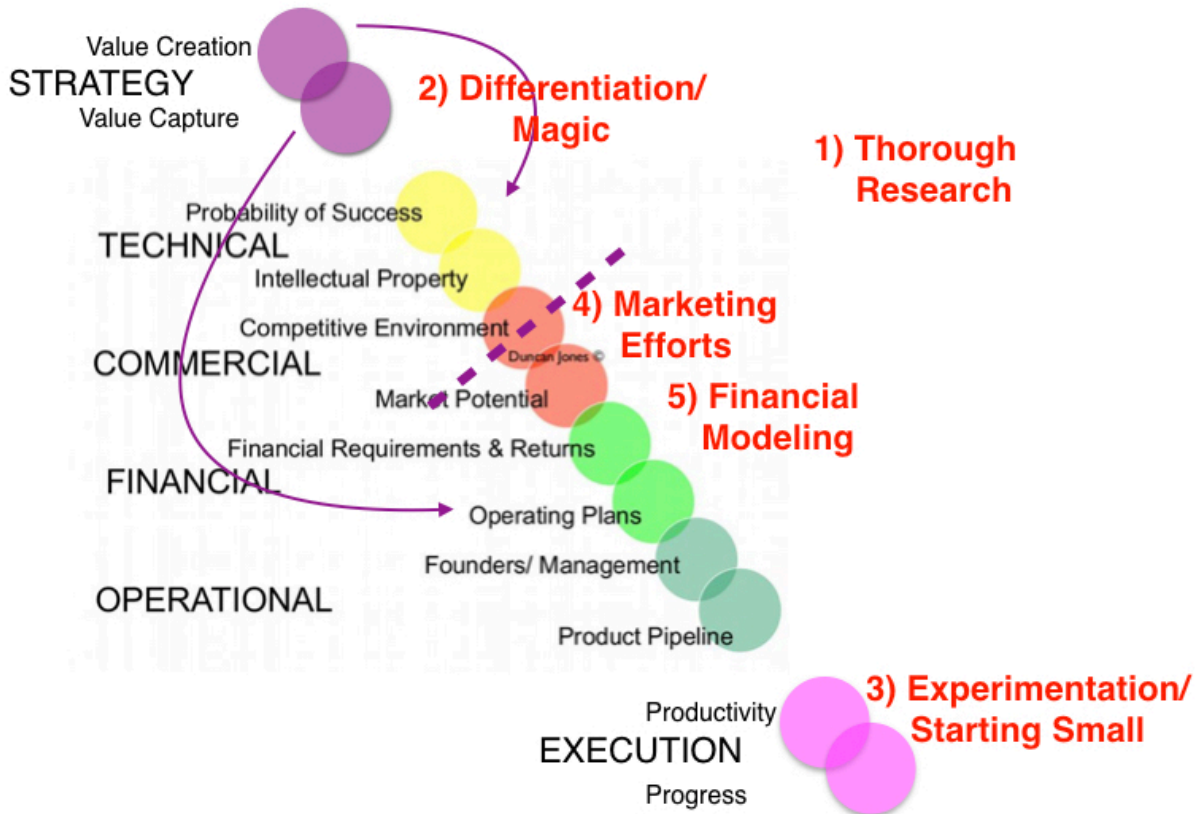 Value Creation
STRATEGY
Value Capture
2) Differentiation/
Magic
1) Thorough
Research
Probability of Success
TECHNICAL
Intellectual Property
Competitive Environment
4) Marketing
Efforts
Duncan Jones ©
COMMERCIAL
Market Potential
5) Financial
Modeling
Financial Requirements & Returns
FINANCIAL
Operating Plans
Founders/ Management
OPERATIONAL
Product Pipeline
3) Experimentation/
Starting Small
Productivity
EXECUTION
Progress